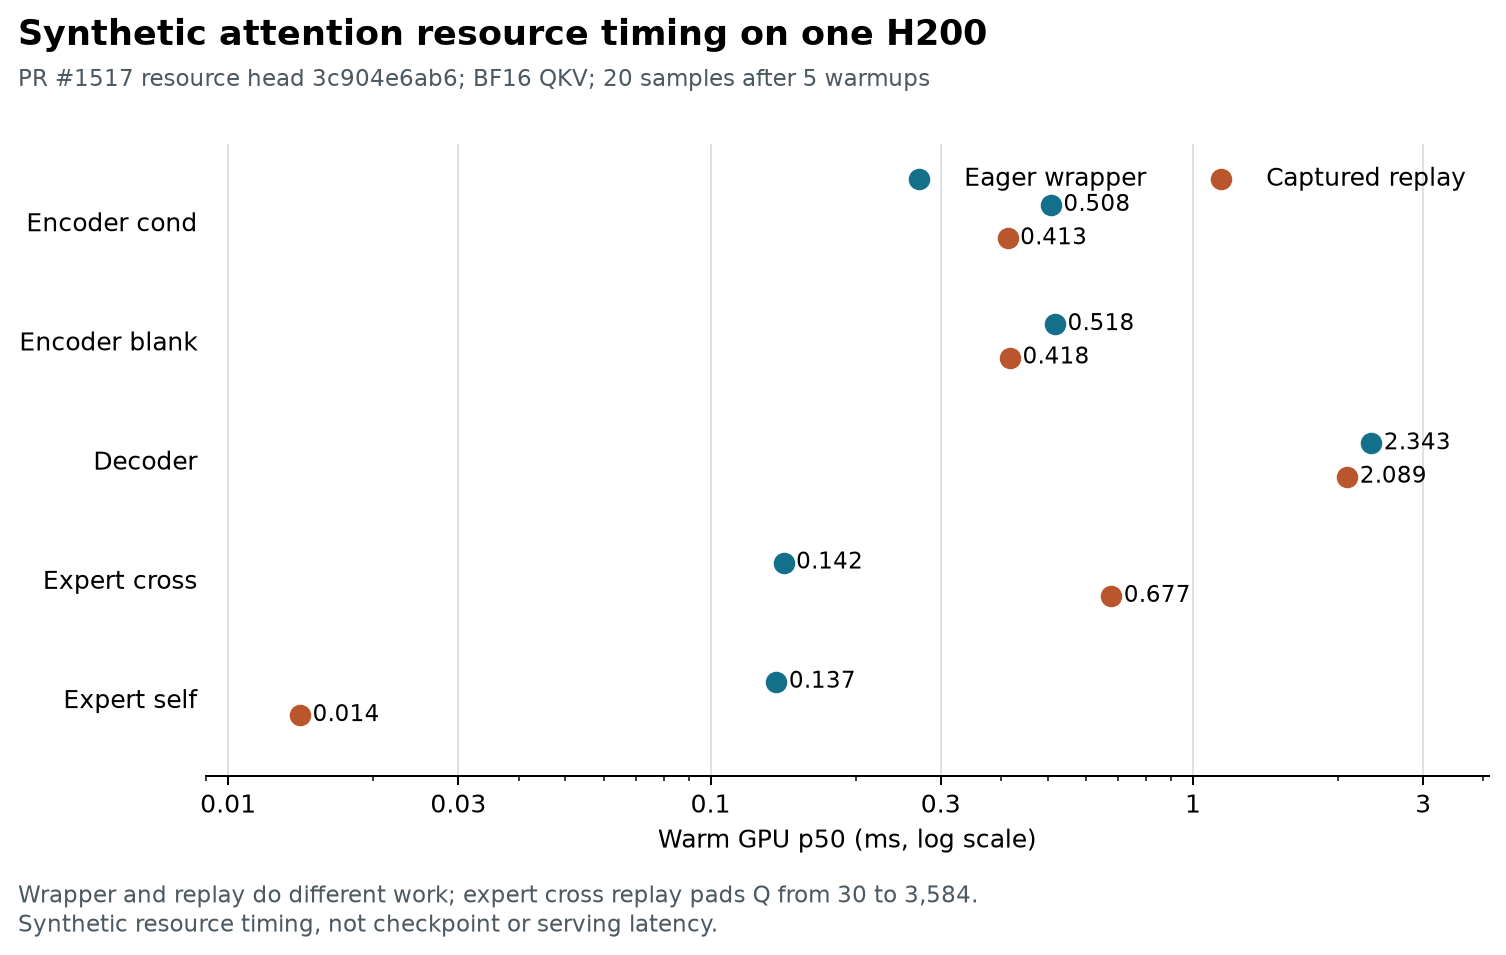 Synthetic attention resource timing on one H200
PR #1517 resource head 3c904e6ab6; BF16 QKV; 20 samples after 5 warmups
Eager wrapper
Captured replay
Encoder cond
0.508
0.413
Encoder blank
0.518
0.418
Decoder
2.343
2.089
Expert cross
0.142
0.677
Expert self
0.137
0.014
0.01 0.03 0.1 0.3 1 3
Warm GPU p50 (ms, log scale)
Wrapper and replay do different work; expert cross replay pads Q from 30 to 3,584.
Synthetic resource timing, not checkpoint or serving latency.